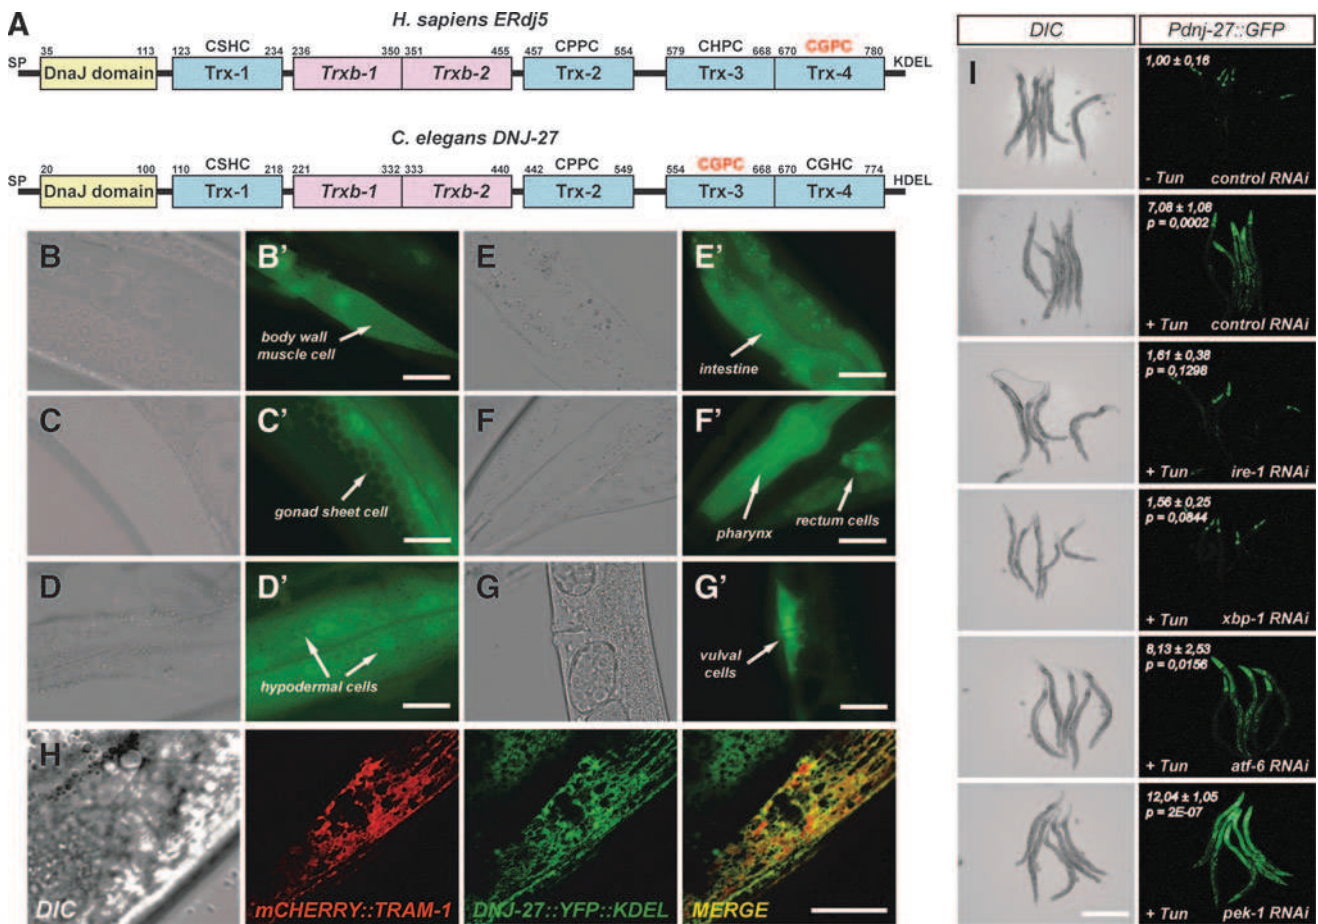 A
H. sapiens ERdj5
35 113 123 CSHC 234 236 350 351 455 457 CPPC 554 579 CHPC 668 670 CGPC 780
SP DnaJ domain Trx-1 Trxb-1 Trxb-2 Trx-2 Trx-3 Trx-4 KDEL
C. elegans DNJ-27
20 100 110 CSHC 218 221 332 333 440 442 CPPC 549 554 CGPC 668 670 CGHC 774
SP DnaJ domain Trx-1 Trxb-1 Trxb-2 Trx-2 Trx-3 Trx-4 HDEL
B B' E E'
body wall
muscle cell
intestine
C C' F F'
gonad sheet cell
pharynx
rectum cells
D D' G G'
hypodermal cells
vulval
cells
H
DIC mCHERRY::TRAM-1 DNJ-27::YFP::KDEL MERGE
DIC Pdnj-27::GFP
I
1,00 ± 0,16
- Tun control RNAi
7,08 ± 1,08
p = 0,0002
+ Tun control RNAi
1,61 ± 0,38
p = 0,1298
+ Tun ire-1 RNAi
1,56 ± 0,25
p = 0,0844
+ Tun xbp-1 RNAi
8,13 ± 2,53
p = 0,0156
+ Tun atf-6 RNAi
12,04 ± 1,05
p = 2E-07
+ Tun pek-1 RNAi